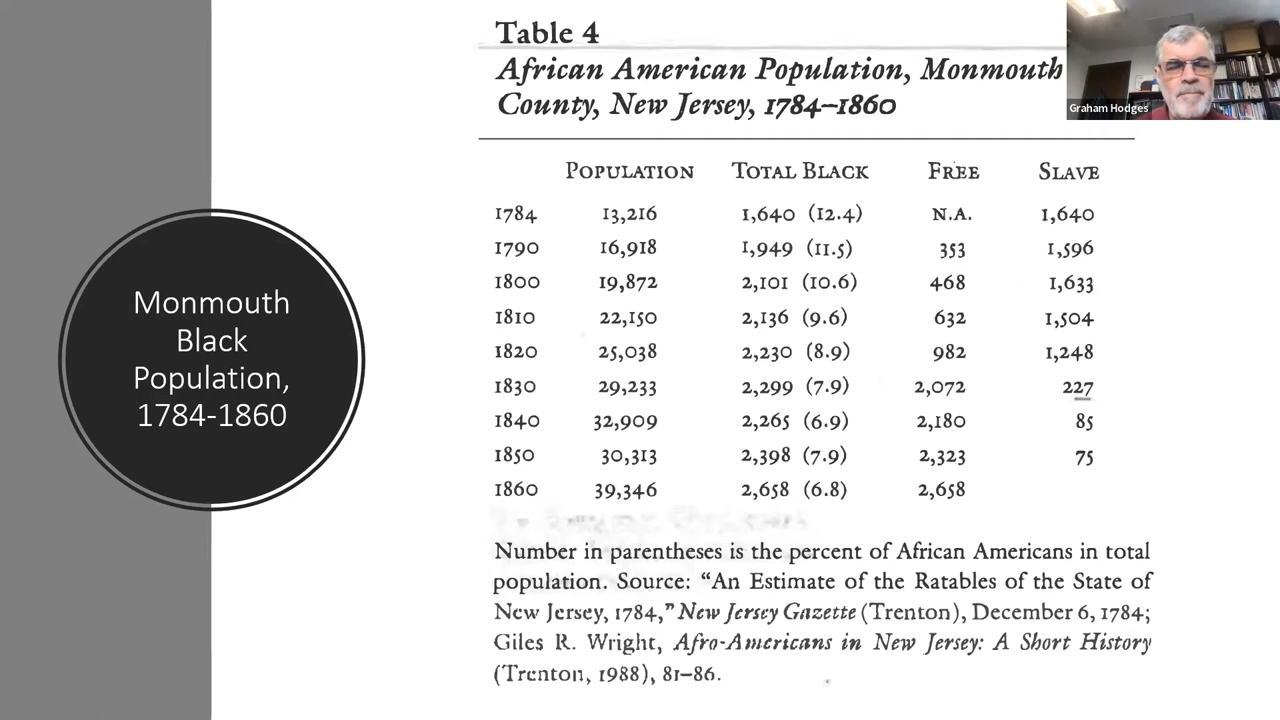 Monmouth
Black
Population,
1784-1860
Table 4
African American Population, Monmouth
County, New Jersey, 1784–1860
POPULATION TOTAL BLACK FREE SLAVE
1784 13,216 1,640 (12.4) N.A. 1,640
1790 16,918 1,949 (11.5) 353 1,596
1800 19,872 2,101 (10.6) 468 1,633
1810 22,150 2,136 (9.6) 632 1,504
1820 25,038 2,230 (8.9) 982 1,248
1830 29,233 2,299 (7.9) 2,072 227
1840 32,909 2,265 (6.9) 2,180 85
1850 30,313 2,398 (7.9) 2,323 75
1860 39,346 2,658 (6.8) 2,658
Number in parentheses is the percent of African Americans in total
population. Source: “An Estimate of the Ratables of the State of
New Jersey, 1784,” New Jersey Gazette (Trenton), December 6, 1784;
Giles R. Wright, Afro-Americans in New Jersey: A Short History
(Trenton, 1988), 81–86.
Graham Hodges